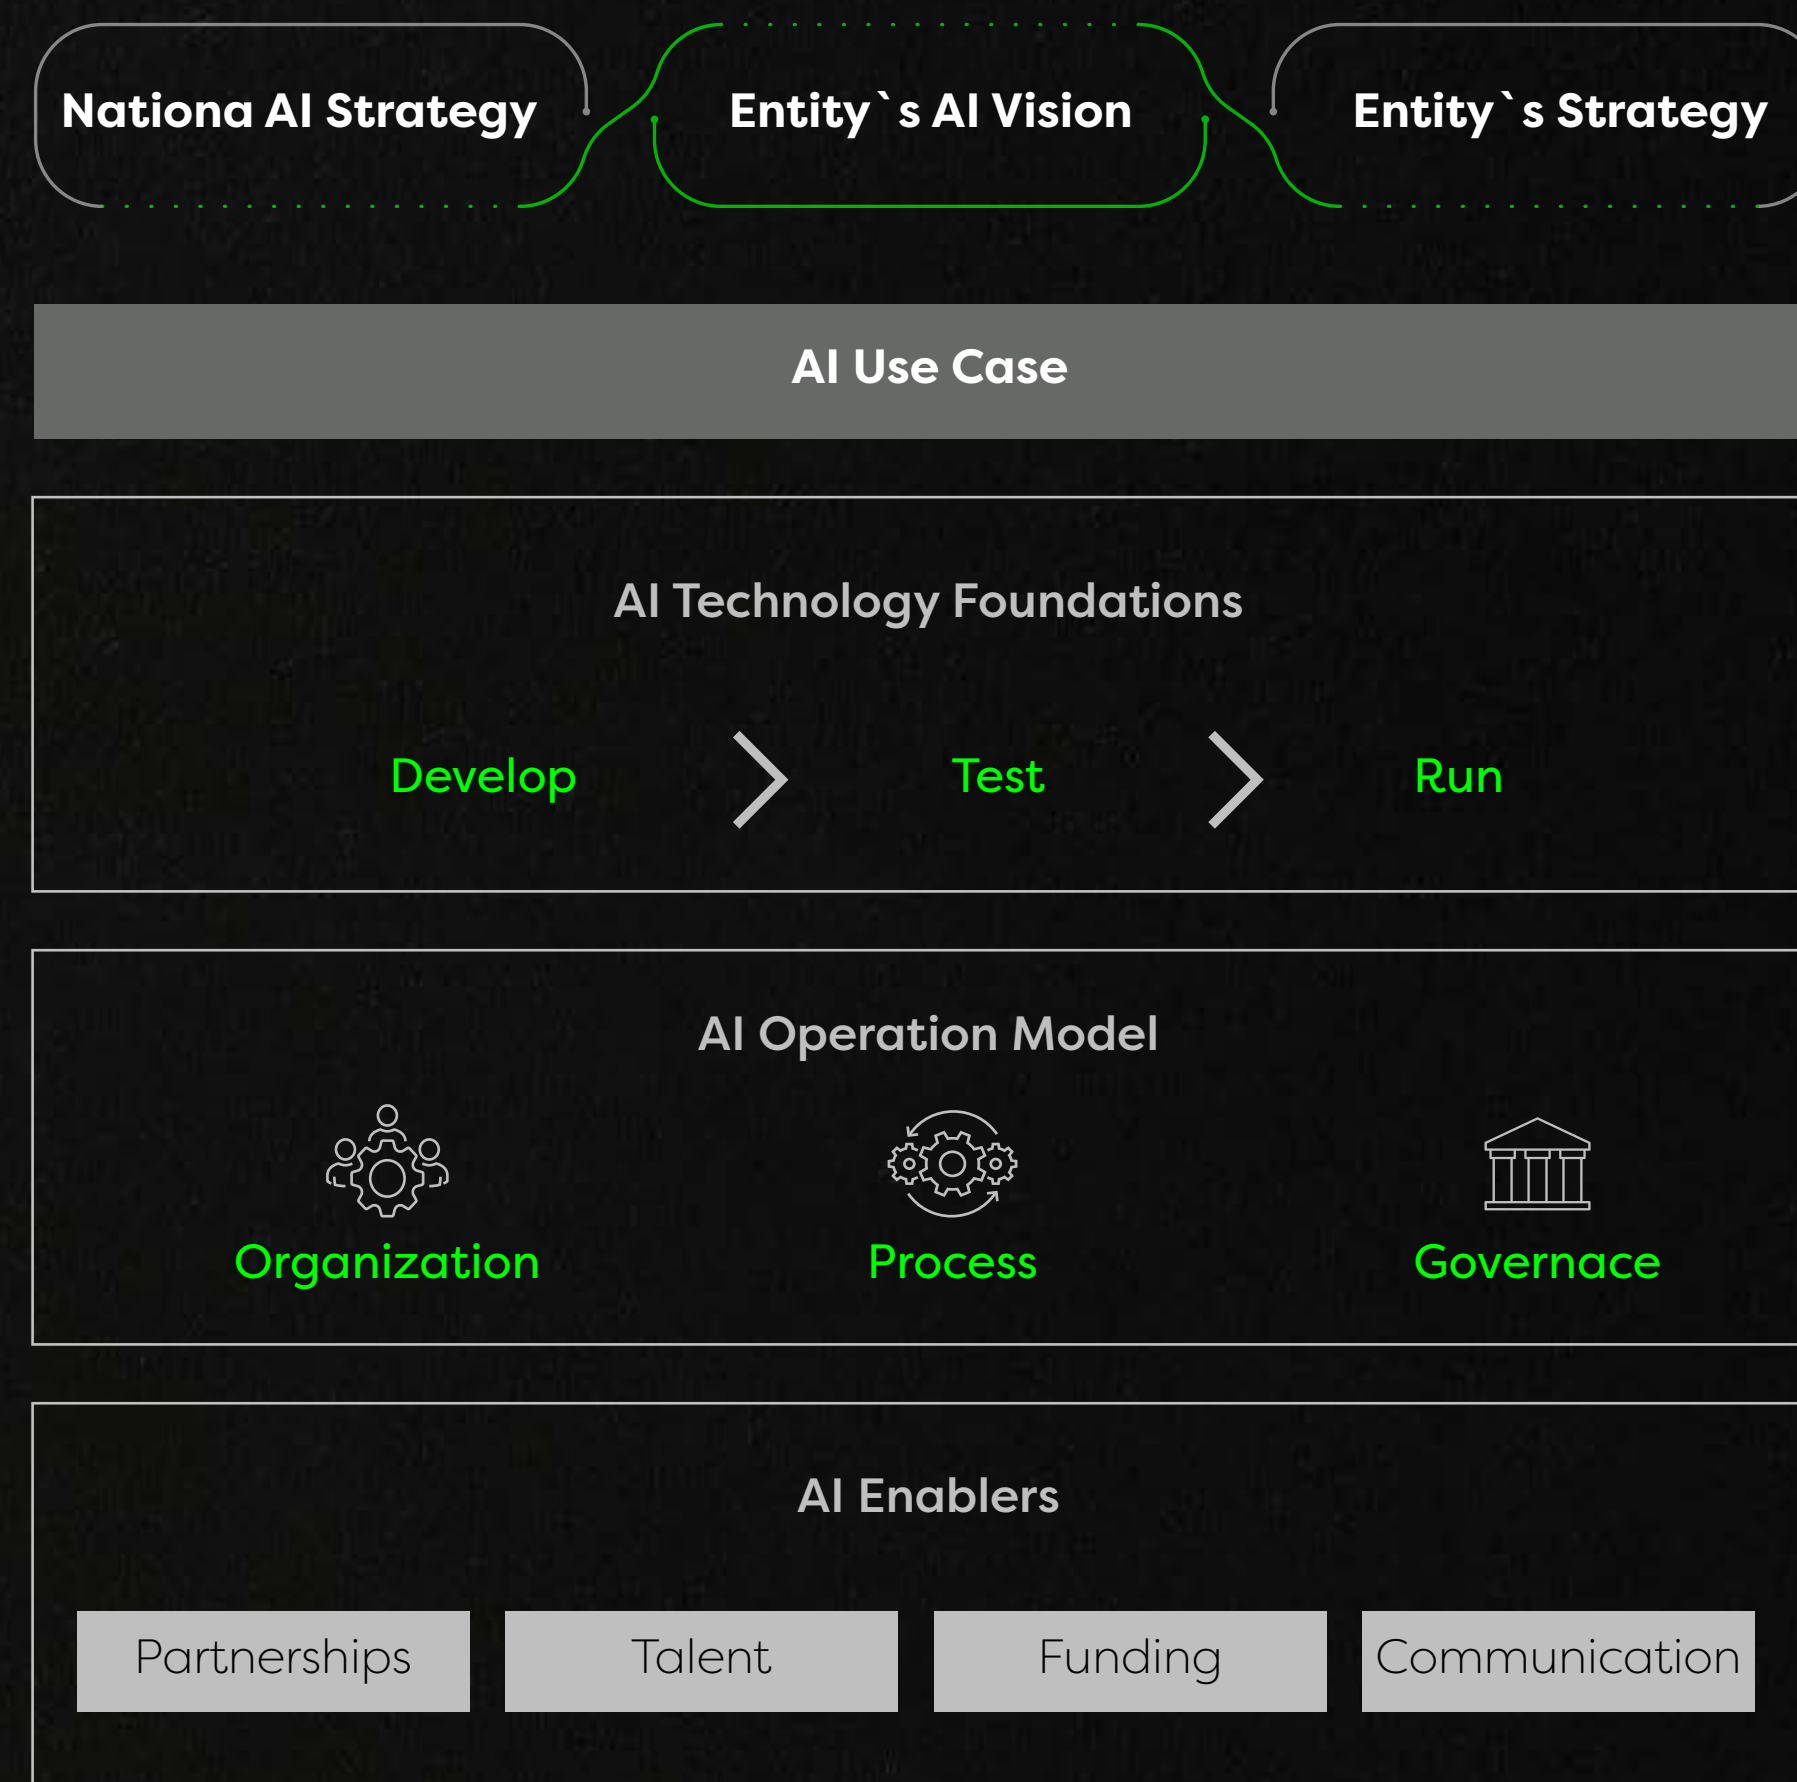 Nationa AI Strategy
Entity`s AI Vision
Entity`s Strategy
AI Use Case
AI Technology Foundations
Develop
Test
Run
AI Operation Model
Organization
Process
Governace
AI Enablers
Partnerships
Talent
Funding
Communication